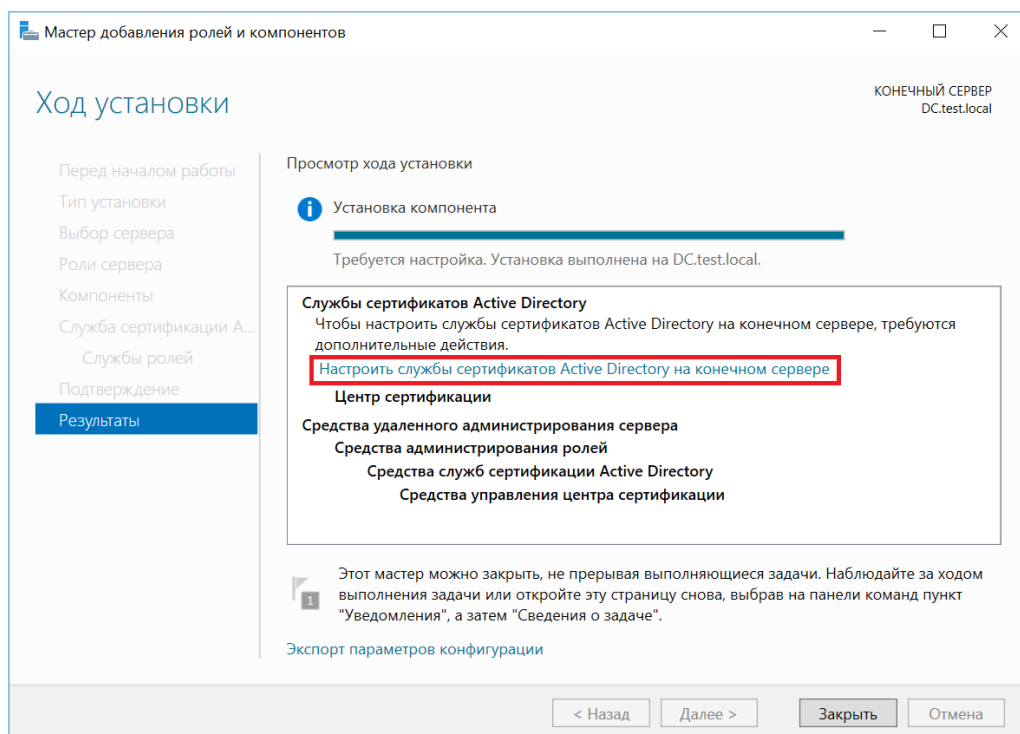 Мастер добавления ролей и компонентов
Ход установки
КОНЕЧНЫЙ СЕРВЕР
DC.test.local
Перед началом работы
Тип установки
Выбор сервера
Роли сервера
Компоненты
Служба сертификации A...
Службы ролей
Подтверждение
Результаты
Просмотр хода установки
Установка компонента
Требуется настройка. Установка выполнена на DC.test.local.
Службы сертификатов Active Directory
Чтобы настроить службы сертификатов Active Directory на конечном сервере, требуются
дополнительные действия.
Настроить службы сертификатов Active Directory на конечном сервере
Центр сертификации
Средства удаленного администрирования сервера
Средства администрирования ролей
Средства служб сертификации Active Directory
Средства управления центра сертификации
1
Этот мастер можно закрыть, не прерывая выполняющиеся задачи. Наблюдайте за ходом
выполнения задачи или откройте эту страницу снова, выбрав на панели команд пункт
"Уведомления", а затем "Сведения о задаче".
Экспорт параметров конфигурации
< Назад
Далее >
Закрыть
Отмена